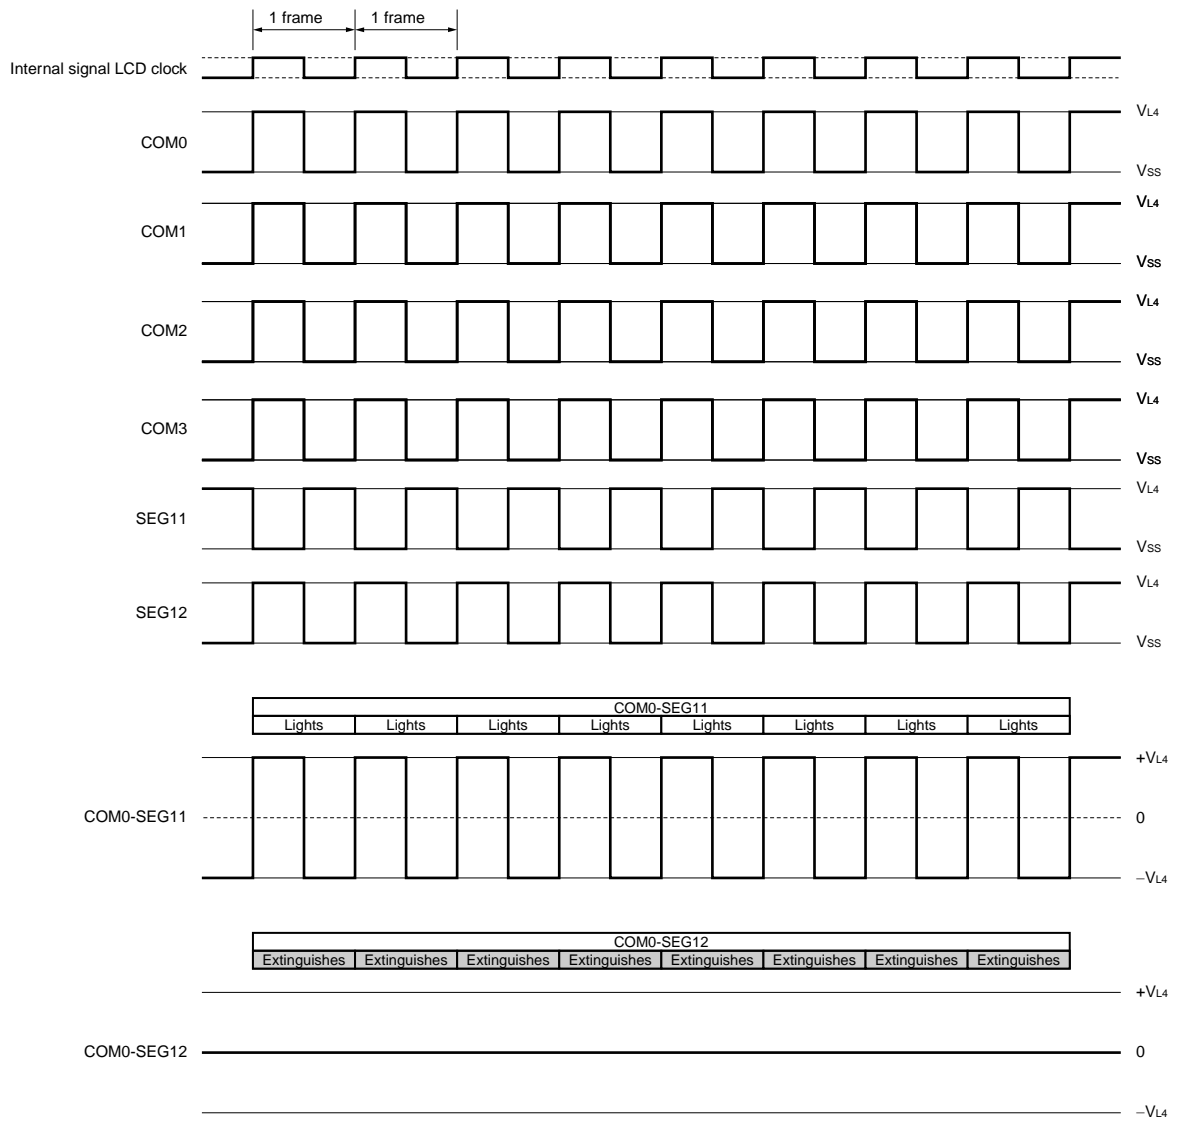 1 frame 1 frame
Internal signal LCD clock
VL4
COM0
VSS
VL4
COM1
VSS
VL4
COM2
VSS
VL4
COM3
VSS
VL4
SEG11
VSS
VL4
SEG12
VSS
COM0-SEG11
Lights Lights Lights Lights Lights Lights Lights Lights
+VL4
COM0-SEG11 0
−VL4
COM0-SEG12
Extinguishes Extinguishes Extinguishes Extinguishes Extinguishes Extinguishes Extinguishes Extinguishes
+VL4
COM0-SEG12 0
−VL4